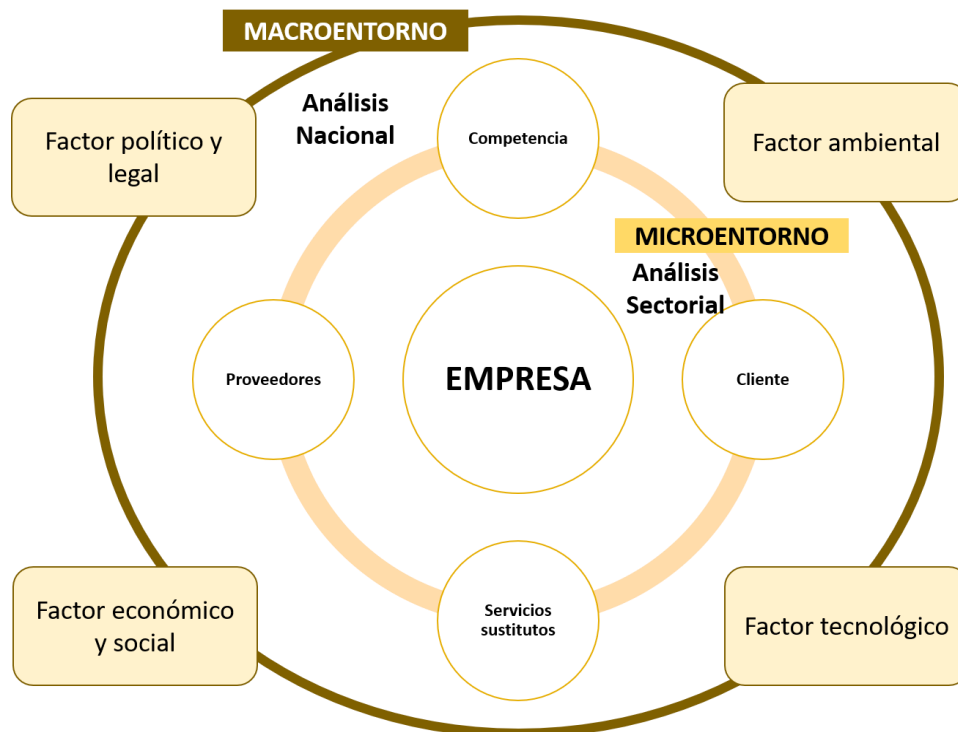 MACROENTORNO
Análisis
Nacional
Factor político y
legal
Competencia
Factor ambiental
MICROENTORNO
Análisis
Sectorial
Proveedores
EMPRESA
Cliente
Factor económico
y social
Servicios
sustitutos
Factor tecnológico